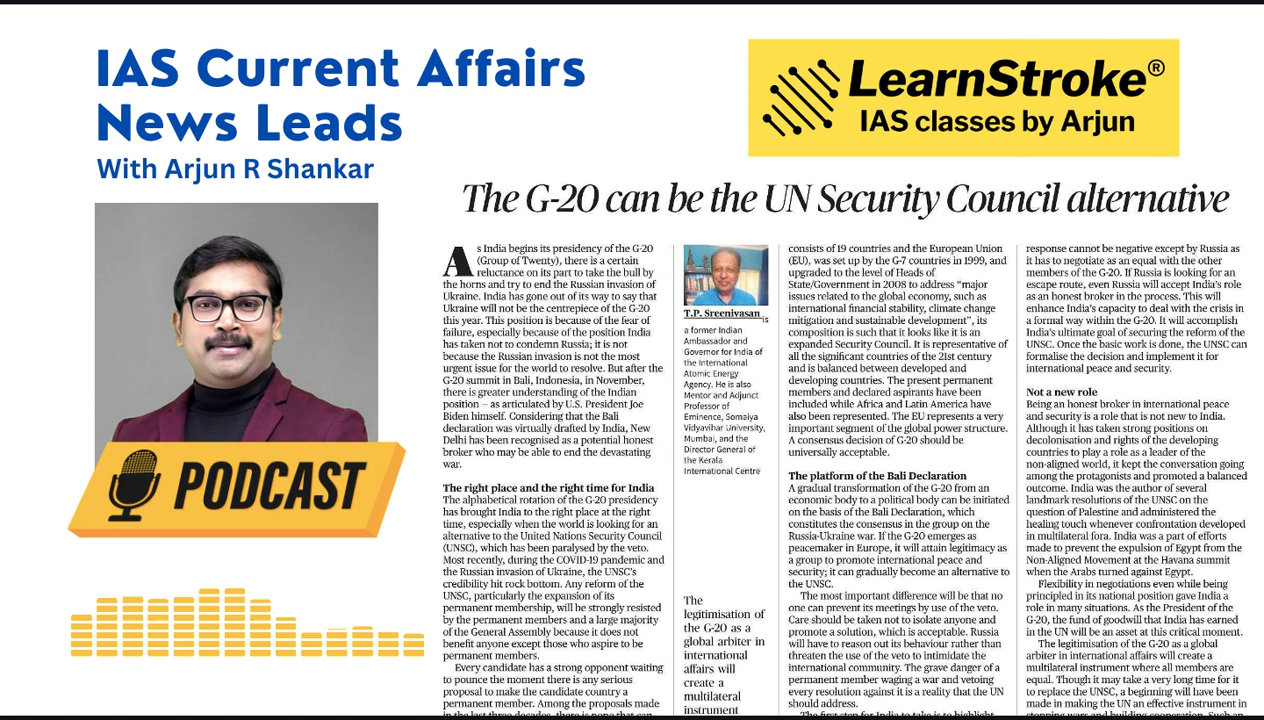 IAS Current Affairs
News Leads
With Arjun R Shankar
LearnStroke®
IAS classes by Arjun
PODCAST
The G-20 can be the UN Security Council alternative
As India begins its presidency of the G-20
(Group of Twenty), there is a certain
reluctance on its part to take the bull by
the horns and try to end the Russian invasion of
Ukraine. India has gone out of its way to say that
Ukraine will not be the centrepiece of the G-20
this year. This position is because of the fear of
failure, especially because of the position India
has taken not to condemn Russia; it is not
because the Russian invasion is not the most
urgent issue for the world to resolve. But after the
G-20 summit in Bali, Indonesia, in November,
there is greater understanding of the Indian
position — as articulated by U.S. President Joe
Biden himself. Considering that the Bali
declaration was virtually drafted by India, New
Delhi has been recognised as a potential honest
broker who may be able to end the devastating
war.
The right place and the right time for India
The alphabetical rotation of the G-20 presidency
has brought India to the right place at the right
time, especially when the world is looking for an
alternative to the United Nations Security Council
(UNSC), which has been paralysed by the veto.
Most recently, during the COVID-19 pandemic and
the Russian invasion of Ukraine, the UNSC's
credibility hit rock bottom. Any reform of the
UNSC, particularly the expansion of its
permanent membership, will be strongly resisted
by the permanent members and a large majority
of the General Assembly because it does not
benefit anyone except those who aspire to be
permanent members.
Every candidate has a strong opponent waiting
to pounce the moment there is any serious
proposal to make the candidate country a
permanent member. Among the proposals made
in the last three decades, there is none that can
T.P. Sreenivasan
is
a former Indian
Ambassador and
Governor for India of
the International
Atomic Energy
Agency. He is also
Mentor and Adjunct
Professor of
Eminence, Somaiya
Vidyavihar University,
Mumbai, and the
Director General of
the Kerala
International Centre
The
legitimisation of
the G-20 as a
global arbiter in
international
affairs will
create a
multilateral
instrument
consists of 19 countries and the European Union
(EU), was set up by the G-7 countries in 1999, and
upgraded to the level of Heads of
State/Government in 2008 to address “major
issues related to the global economy, such as
international financial stability, climate change
mitigation and sustainable development”, its
composition is such that it looks like it is an
expanded Security Council. It is representative of
all the significant countries of the 21st century
and is balanced between developed and
developing countries. The present permanent
members and declared aspirants have been
included while Africa and Latin America have
also been represented. The EU represents a very
important segment of the global power structure.
A consensus decision of G-20 should be
universally acceptable.
The platform of the Bali Declaration
A gradual transformation of the G-20 from an
economic body to a political body can be initiated
on the basis of the Bali Declaration, which
constitutes the consensus in the group on the
Russia-Ukraine war. If the G-20 emerges as
peacemaker in Europe, it will attain legitimacy as
a group to promote international peace and
security; it can gradually become an alternative to
the UNSC.
The most important difference will be that no
one can prevent its meetings by use of the veto.
Care should be taken not to isolate anyone and
promote a solution, which is acceptable. Russia
will have to reason out its behaviour rather than
threaten the use of the veto to intimidate the
international community. The grave danger of a
permanent member waging a war and vetoing
every resolution against it is a reality that the UN
should address.
The first step for India to take is to highlight
response cannot be negative except by Russia as
it has to negotiate as an equal with the other
members of the G-20. If Russia is looking for an
escape route, even Russia will accept India's role
as an honest broker in the process. This will
enhance India's capacity to deal with the crisis in
a formal way within the G-20. It will accomplish
India's ultimate goal of securing the reform of the
UNSC. Once the basic work is done, the UNSC can
formalise the decision and implement it for
international peace and security.
Not a new role
Being an honest broker in international peace
and security is a role that is not new to India.
Although it has taken strong positions on
decolonisation and rights of the developing
countries to play a role as a leader of the
non-aligned world, it kept the conversation going
among the protagonists and promoted a balanced
outcome. India was the author of several
landmark resolutions of the UNSC on the
question of Palestine and administered the
healing touch whenever confrontation developed
in multilateral fora. India was a part of efforts
made to prevent the expulsion of Egypt from the
Non-Aligned Movement at the Havana summit
when the Arabs turned against Egypt.
Flexibility in negotiations even while being
principled in its national position gave India a
role in many situations. As the President of the
G-20, the fund of goodwill that India has earned
in the UN will be an asset at this critical moment.
The legitimisation of the G-20 as a global
arbiter in international affairs will create a
multilateral instrument where all members are
equal. Though it may take a very long time for it
to replace the UNSC, a beginning will have been
made in making the UN an effective instrument in
stopping wars and building cooperation. Such an